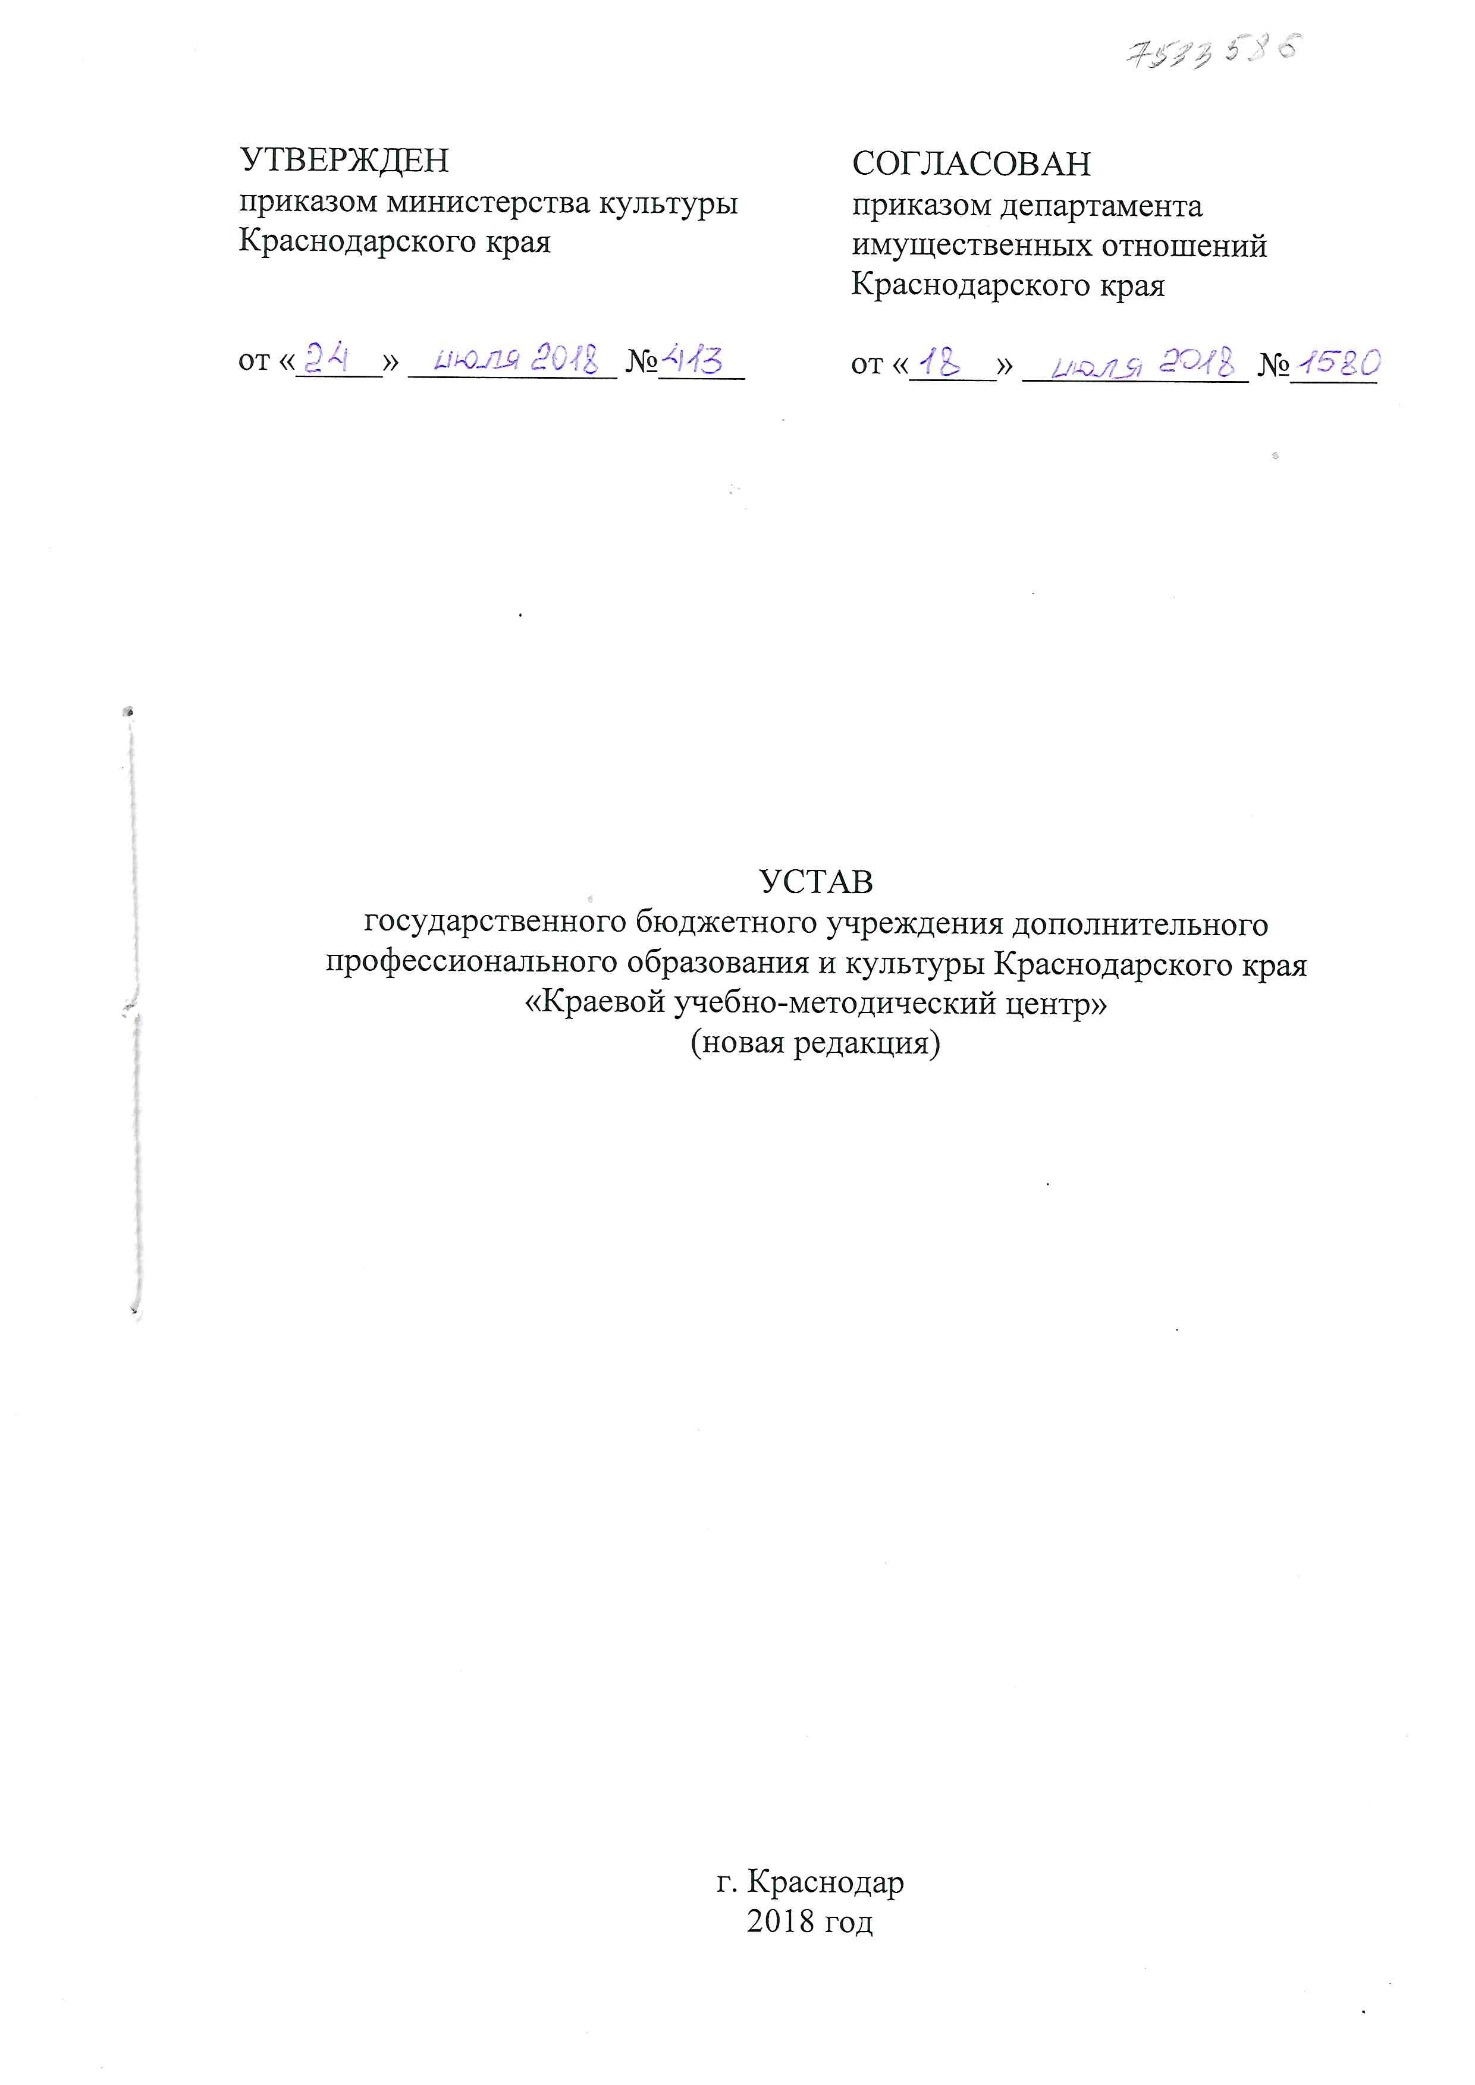 7533586
УТВЕРЖДЕН
приказом министерства культуры
Краснодарского края
от «24» июля 2018 №413
СОГЛАСОВАН
приказом департамента
имущественных отношений
Краснодарского края
от «18» июля 2018 №1580
УСТАВ
государственного бюджетного учреждения дополнительного
профессионального образования и культуры Краснодарского края
«Краевой учебно-методический центр»
(новая редакция)
г. Краснодар
2018 год